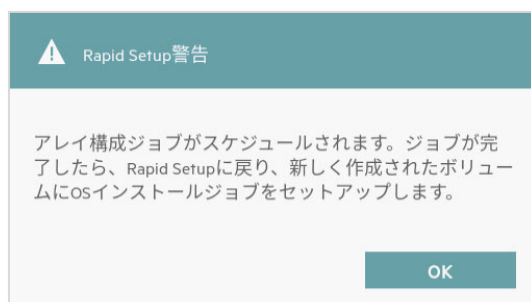 Rapid Setup警告
アレイ構成ジョブがスケジュールされます。ジョブが完
了したら、Rapid Setupに戻り、新しく作成されたボリュー
ムにOSインストールジョブをセットアップします。
OK